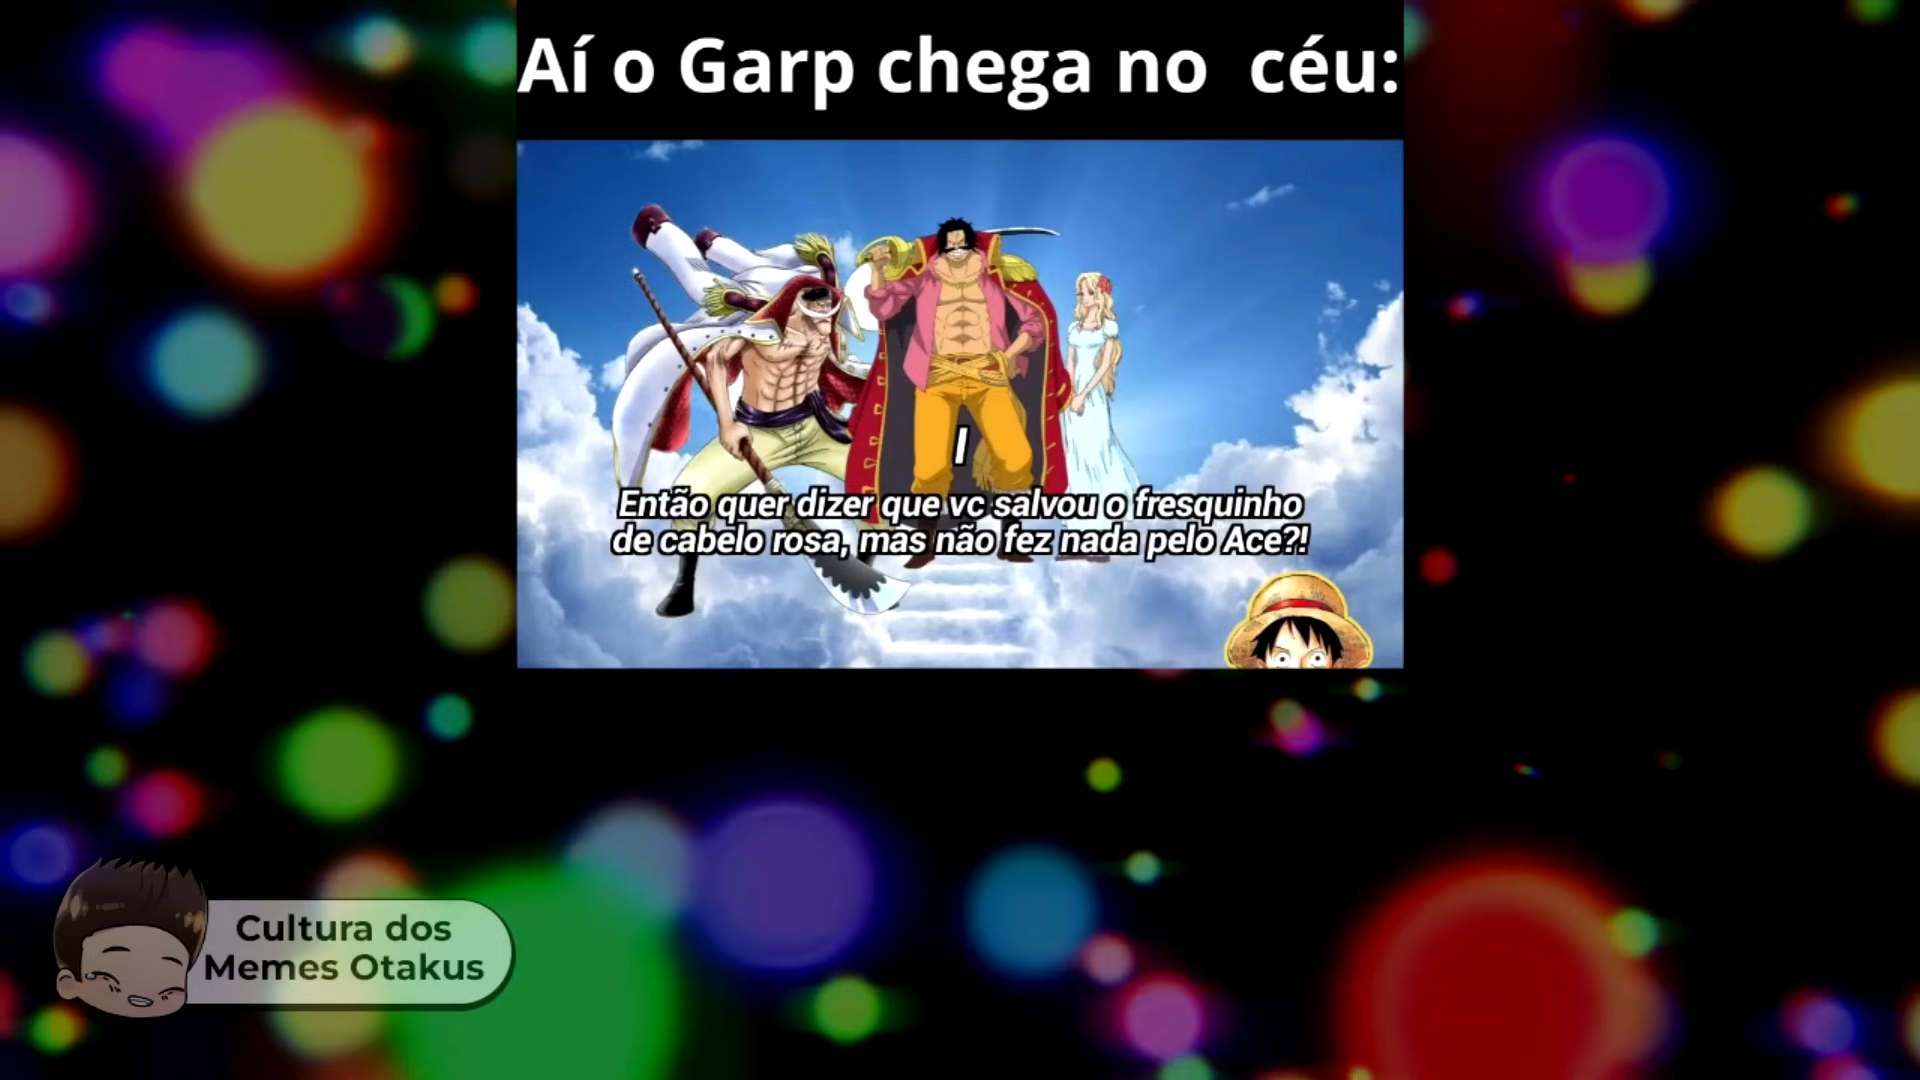 Aí o Garp chega no  céu:
I
Então quer dizer que vc salvou o fresquinho
de cabelo rosa, mas não fez nada pelo Ace?!
Cultura dos
Memes Otakus